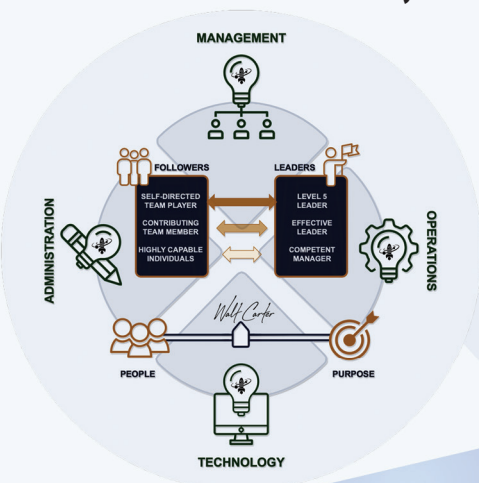 MANAGEMENT
FOLLOWERS
LEADERS
SELF-DIRECTED
TEAM PLAYER
CONTRIBUTING
TEAM MEMBER
HIGHLY CAPABLE
INDIVIDUALS
LEVEL 5
LEADER
EFFECTIVE
LEADER
COMPETENT
MANAGER
ADMINISTRATION
OPERATIONS
Walt Carter
PEOPLE
PURPOSE
TECHNOLOGY